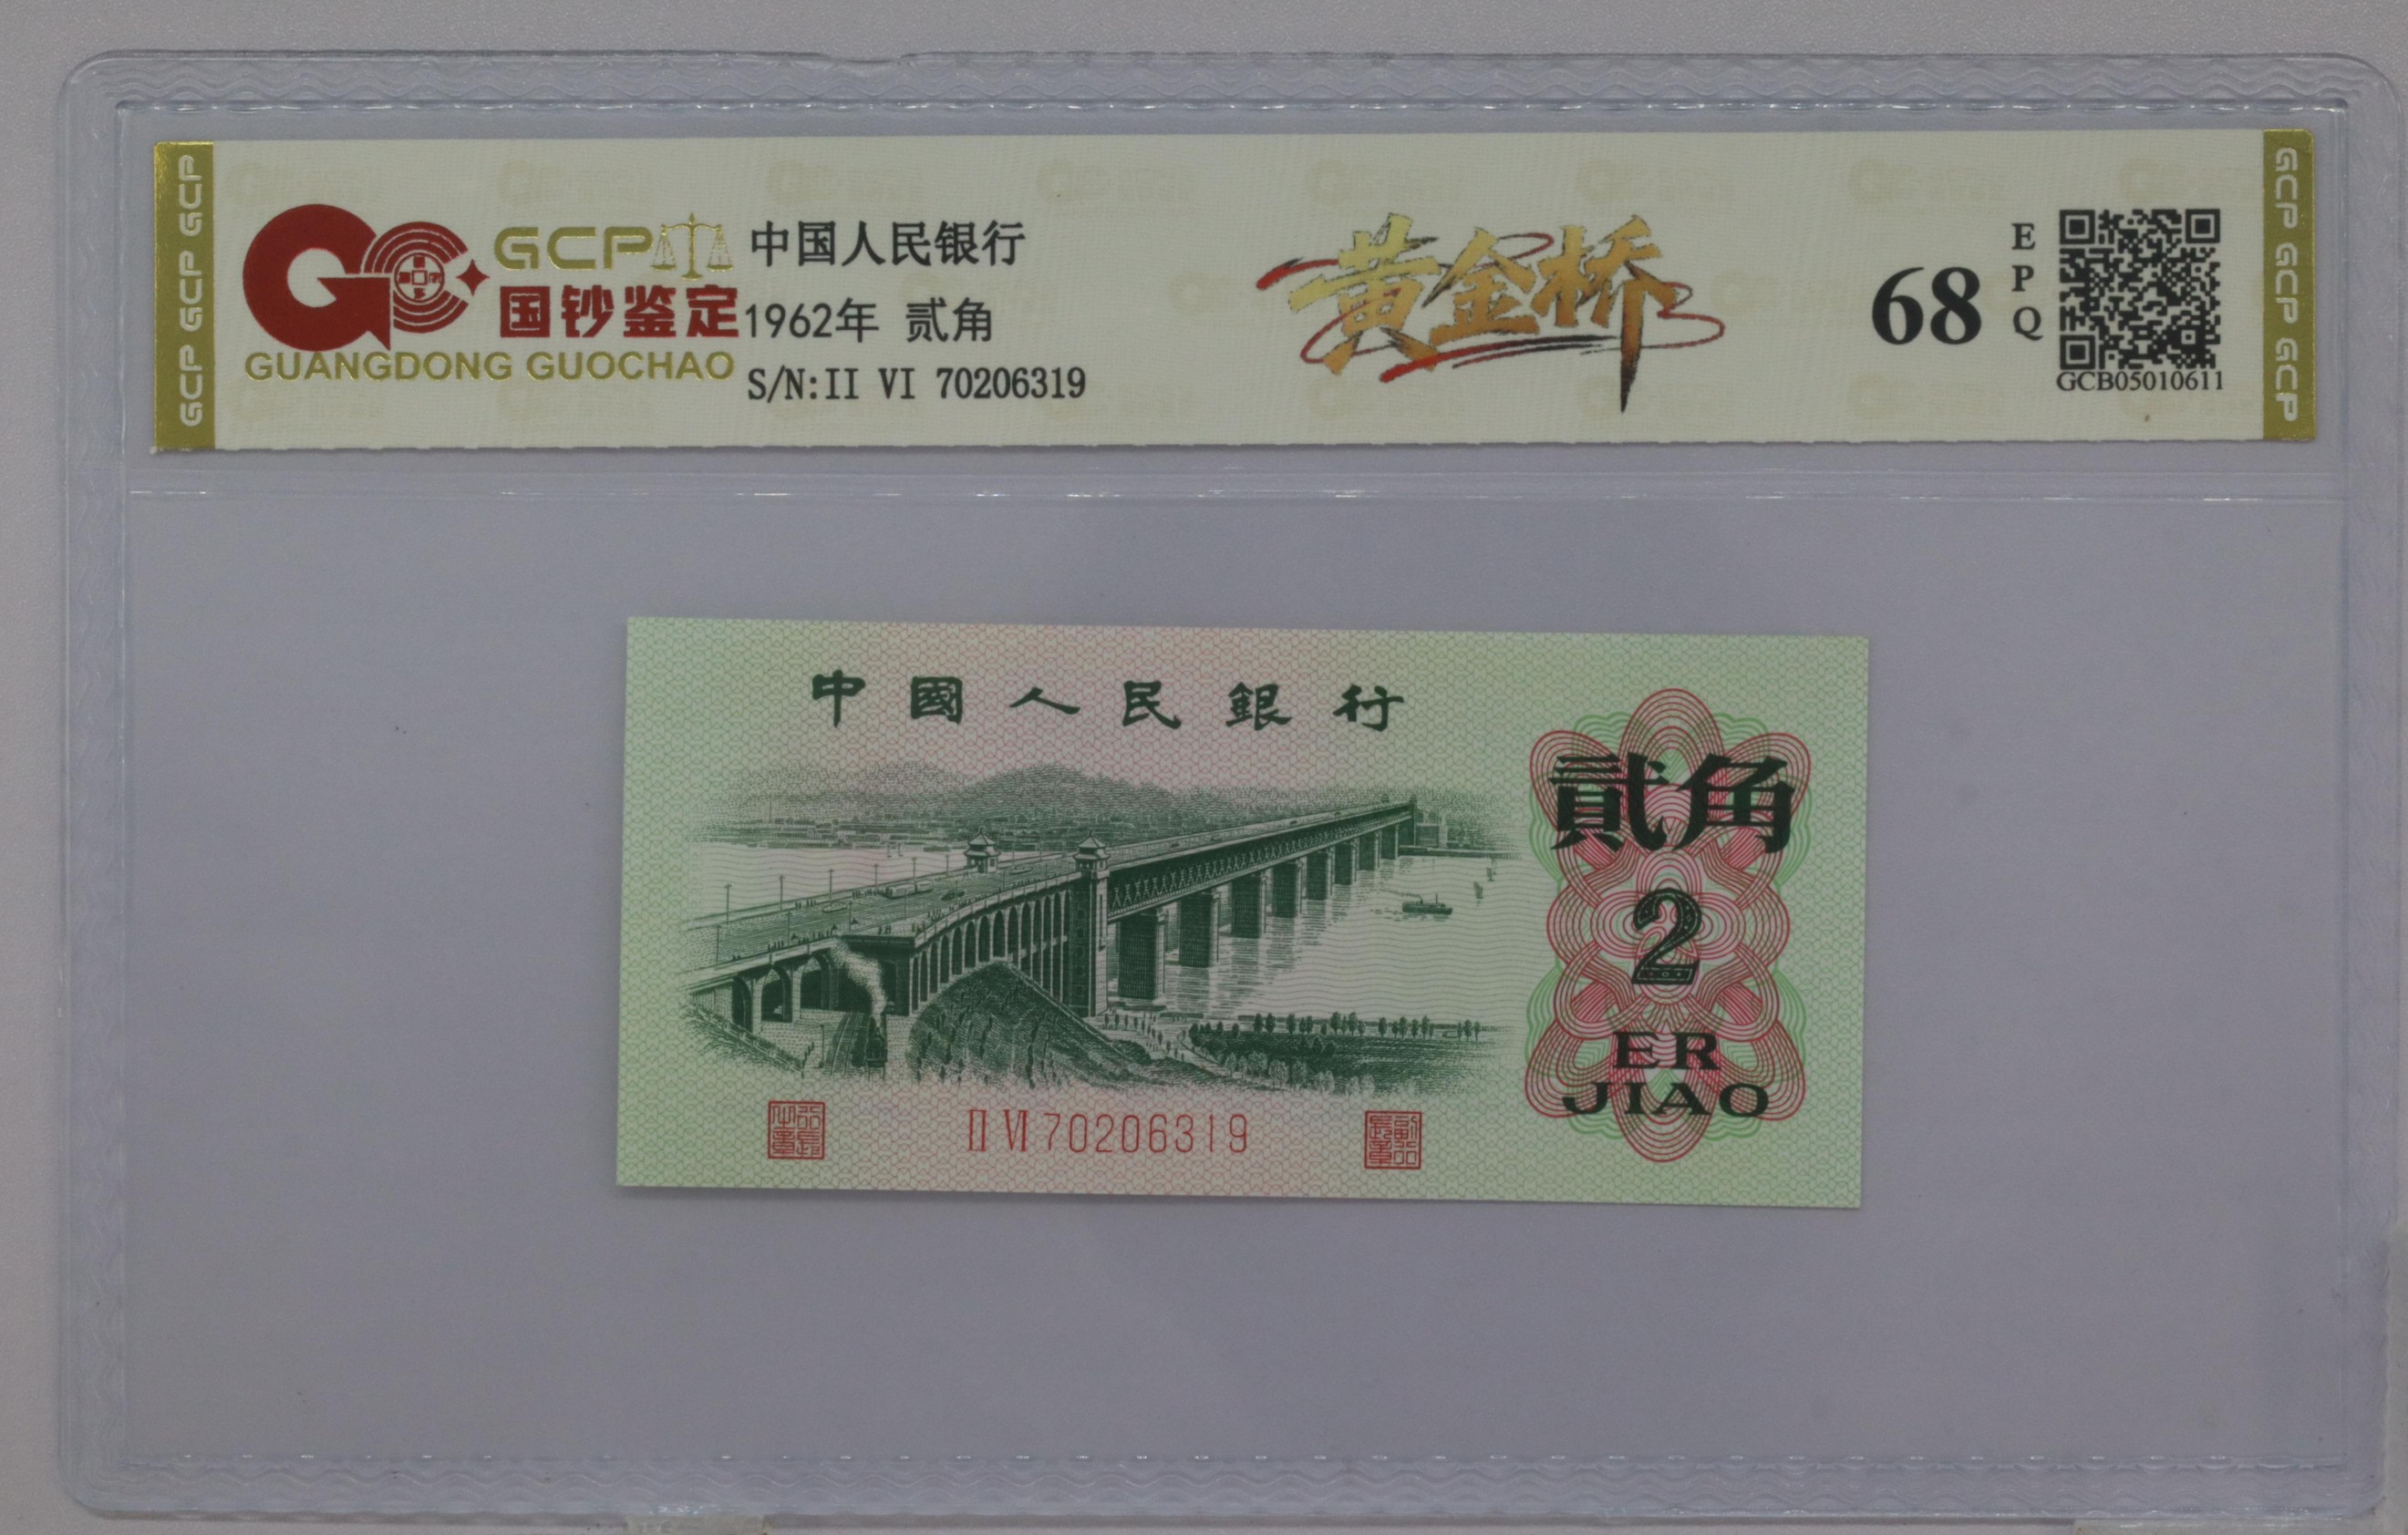 GCP GCP GCP
GCP
国钞鉴定
GUANGDONG GUOCHAO
中国人民银行
1962年 贰角
S/N:II VI 70206319
黄金桥
68
EPQ
GCB05010611
GCP GCP GCP
中國人民銀行
貳角
2
ER
JIAO
II VI 70206319